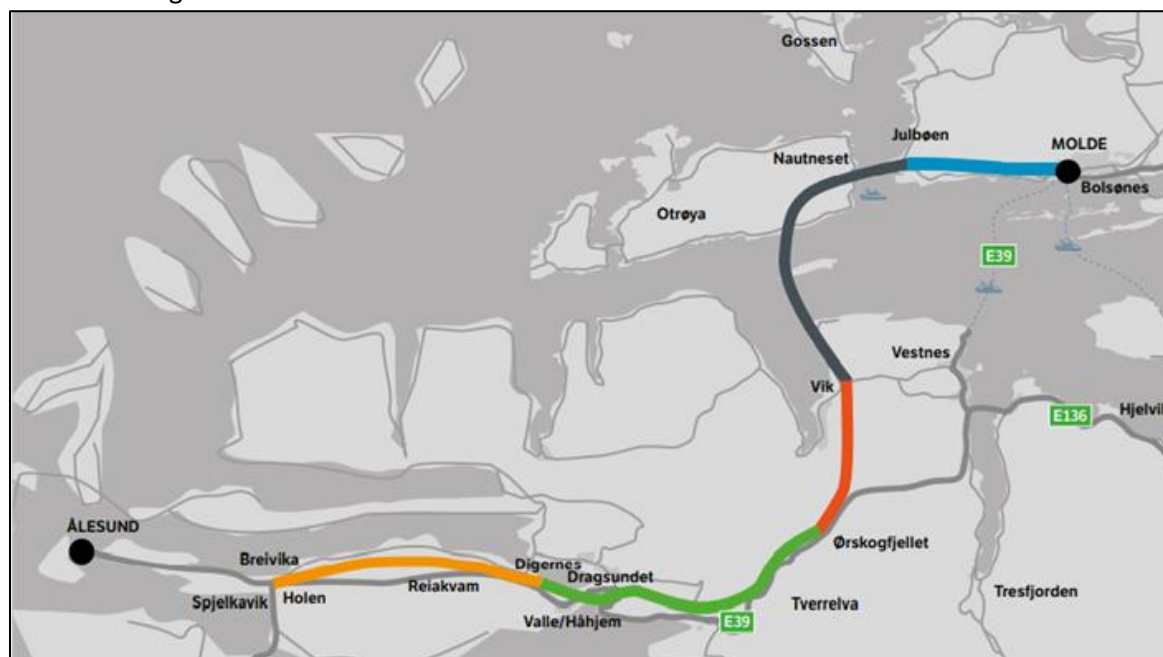 Gossen
Julbøen
MOLDE
Nautneset
Bolsønes
Otrøya
E39
Vestnes
Vik
E136
Hjelvi
ÅLESUND
Ørskogfjellet
Breivika
Digernes
Dragsundet
Reiakvam
Spjelkavik
Holen
Tverrelva
Tresfjorden
Valle/Håhjem
E39